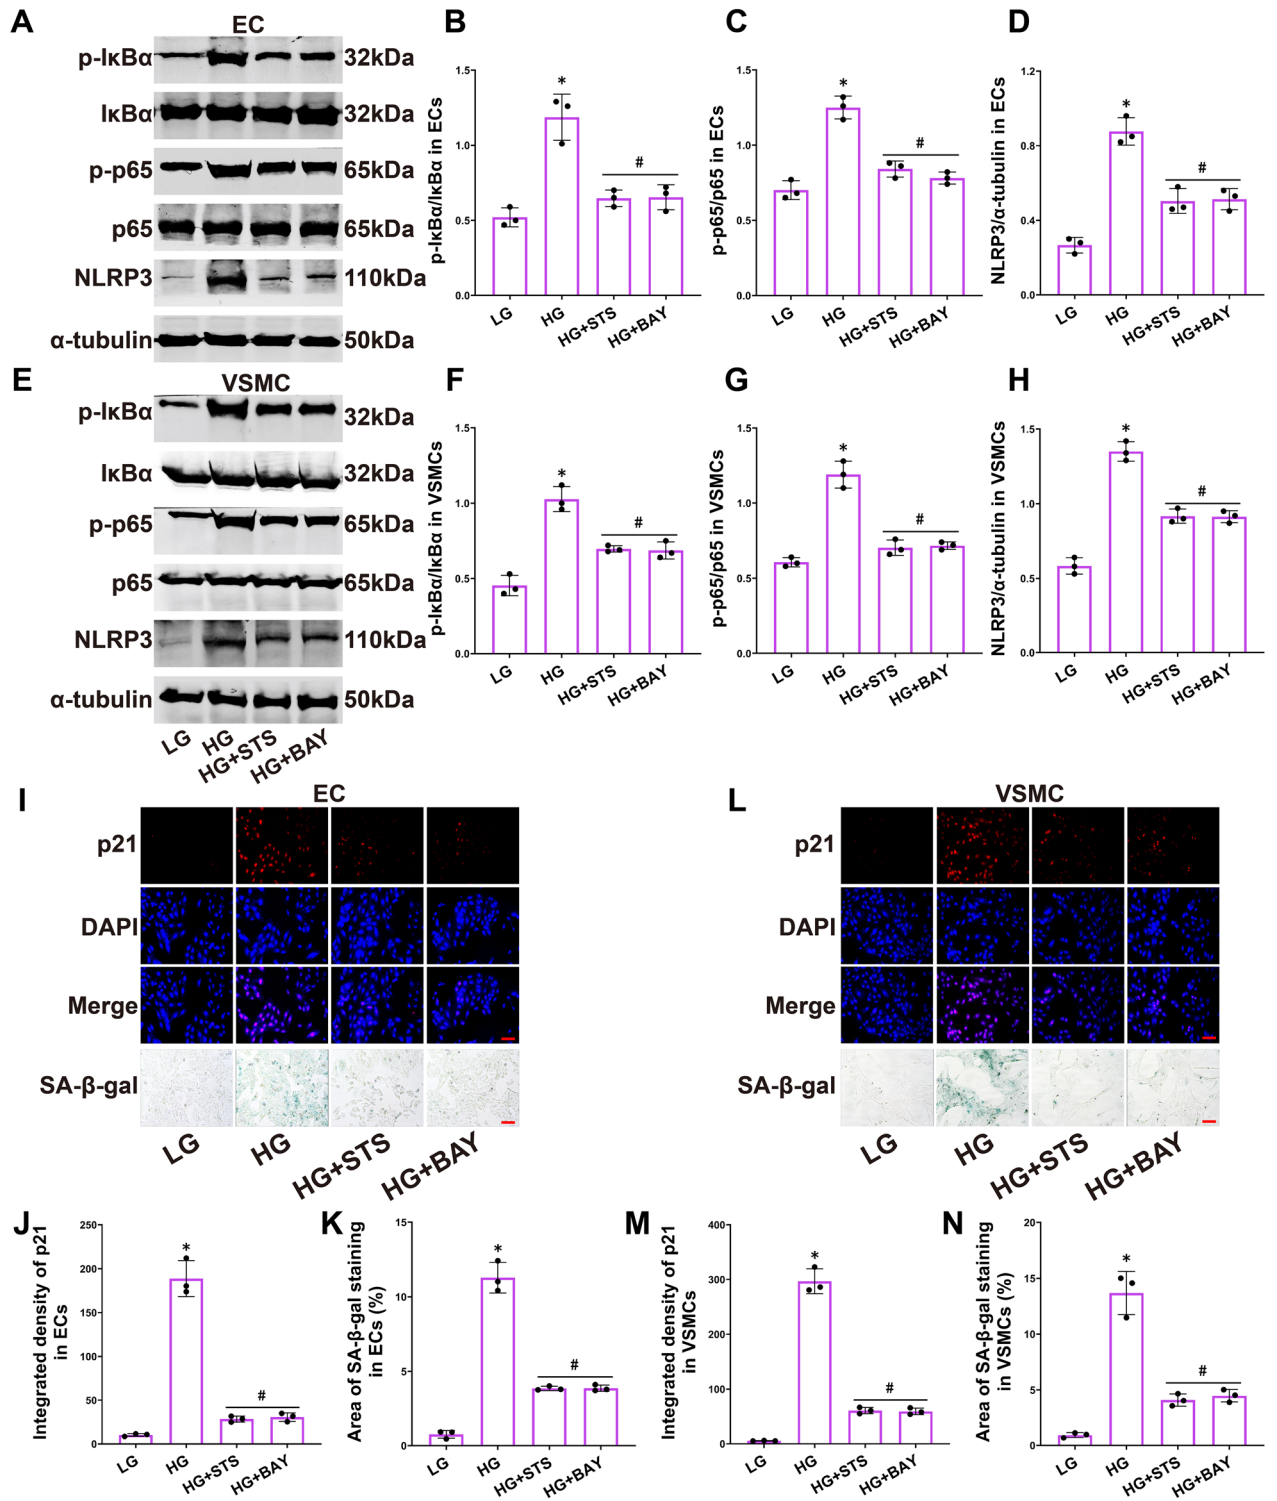 A
EC
p-IκBα
32kDa
IκBα
32kDa
p-p65
65kDa
p65
65kDa
NLRP3
110kDa
α-tubulin
50kDa
B
p-IκBα/IκBα in ECs
1.5
1.0
0.5
0.0
*
#
LG
HG
HG+STS
HG+BAY
C
p-p65/p65 in ECs
1.5
1.0
0.5
0.0
*
#
LG
HG
HG+STS
HG+BAY
D
NLRP3/α-tubulin in ECs
1.2
0.8
0.4
0.0
*
#
LG
HG
HG+STS
HG+BAY
E
VSMC
p-IκBα
32kDa
IκBα
32kDa
p-p65
65kDa
p65
65kDa
NLRP3
110kDa
α-tubulin
50kDa
LG
HG
HG+STS
HG+BAY
F
p-IκBα/IκBα in VSMCs
1.5
1.0
0.5
0.0
*
#
LG
HG
HG+STS
HG+BAY
G
p-p65/p65 in VSMCs
1.5
1.0
0.5
0.0
*
#
LG
HG
HG+STS
HG+BAY
H
NLRP3/α-tubulin in VSMCs
1.5
1.0
0.5
0.0
*
#
LG
HG
HG+STS
HG+BAY
I
EC
p21
DAPI
Merge
SA-β-gal
LG
HG
HG+STS
HG+BAY
L
VSMC
p21
DAPI
Merge
SA-β-gal
LG
HG
HG+STS
HG+BAY
J
Integrated density of p21
in ECs
250
200
150
100
50
0
*
#
LG
HG
HG+STS
HG+BAY
K
Area of SA-β-gal staining
in ECs (%)
15
10
5
0
*
#
LG
HG
HG+STS
HG+BAY
M
Integrated density of p21
in VSMCs
400
300
200
100
0
*
#
LG
HG
HG+STS
HG+BAY
N
Area of SA-β-gal staining
in VSMCs (%)
20
15
10
5
0
*
#
LG
HG
HG+STS
HG+BAY